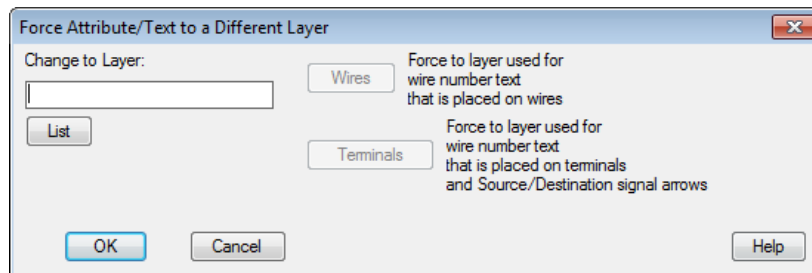 Force Attribute/Text to a Different Layer
Change to Layer:
List
Wires
Force to layer used for
wire number text
that is placed on wires
Terminals
Force to layer used for
wire number text
that is placed on terminals
and Source/Destination signal arrows
OK
Cancel
Help